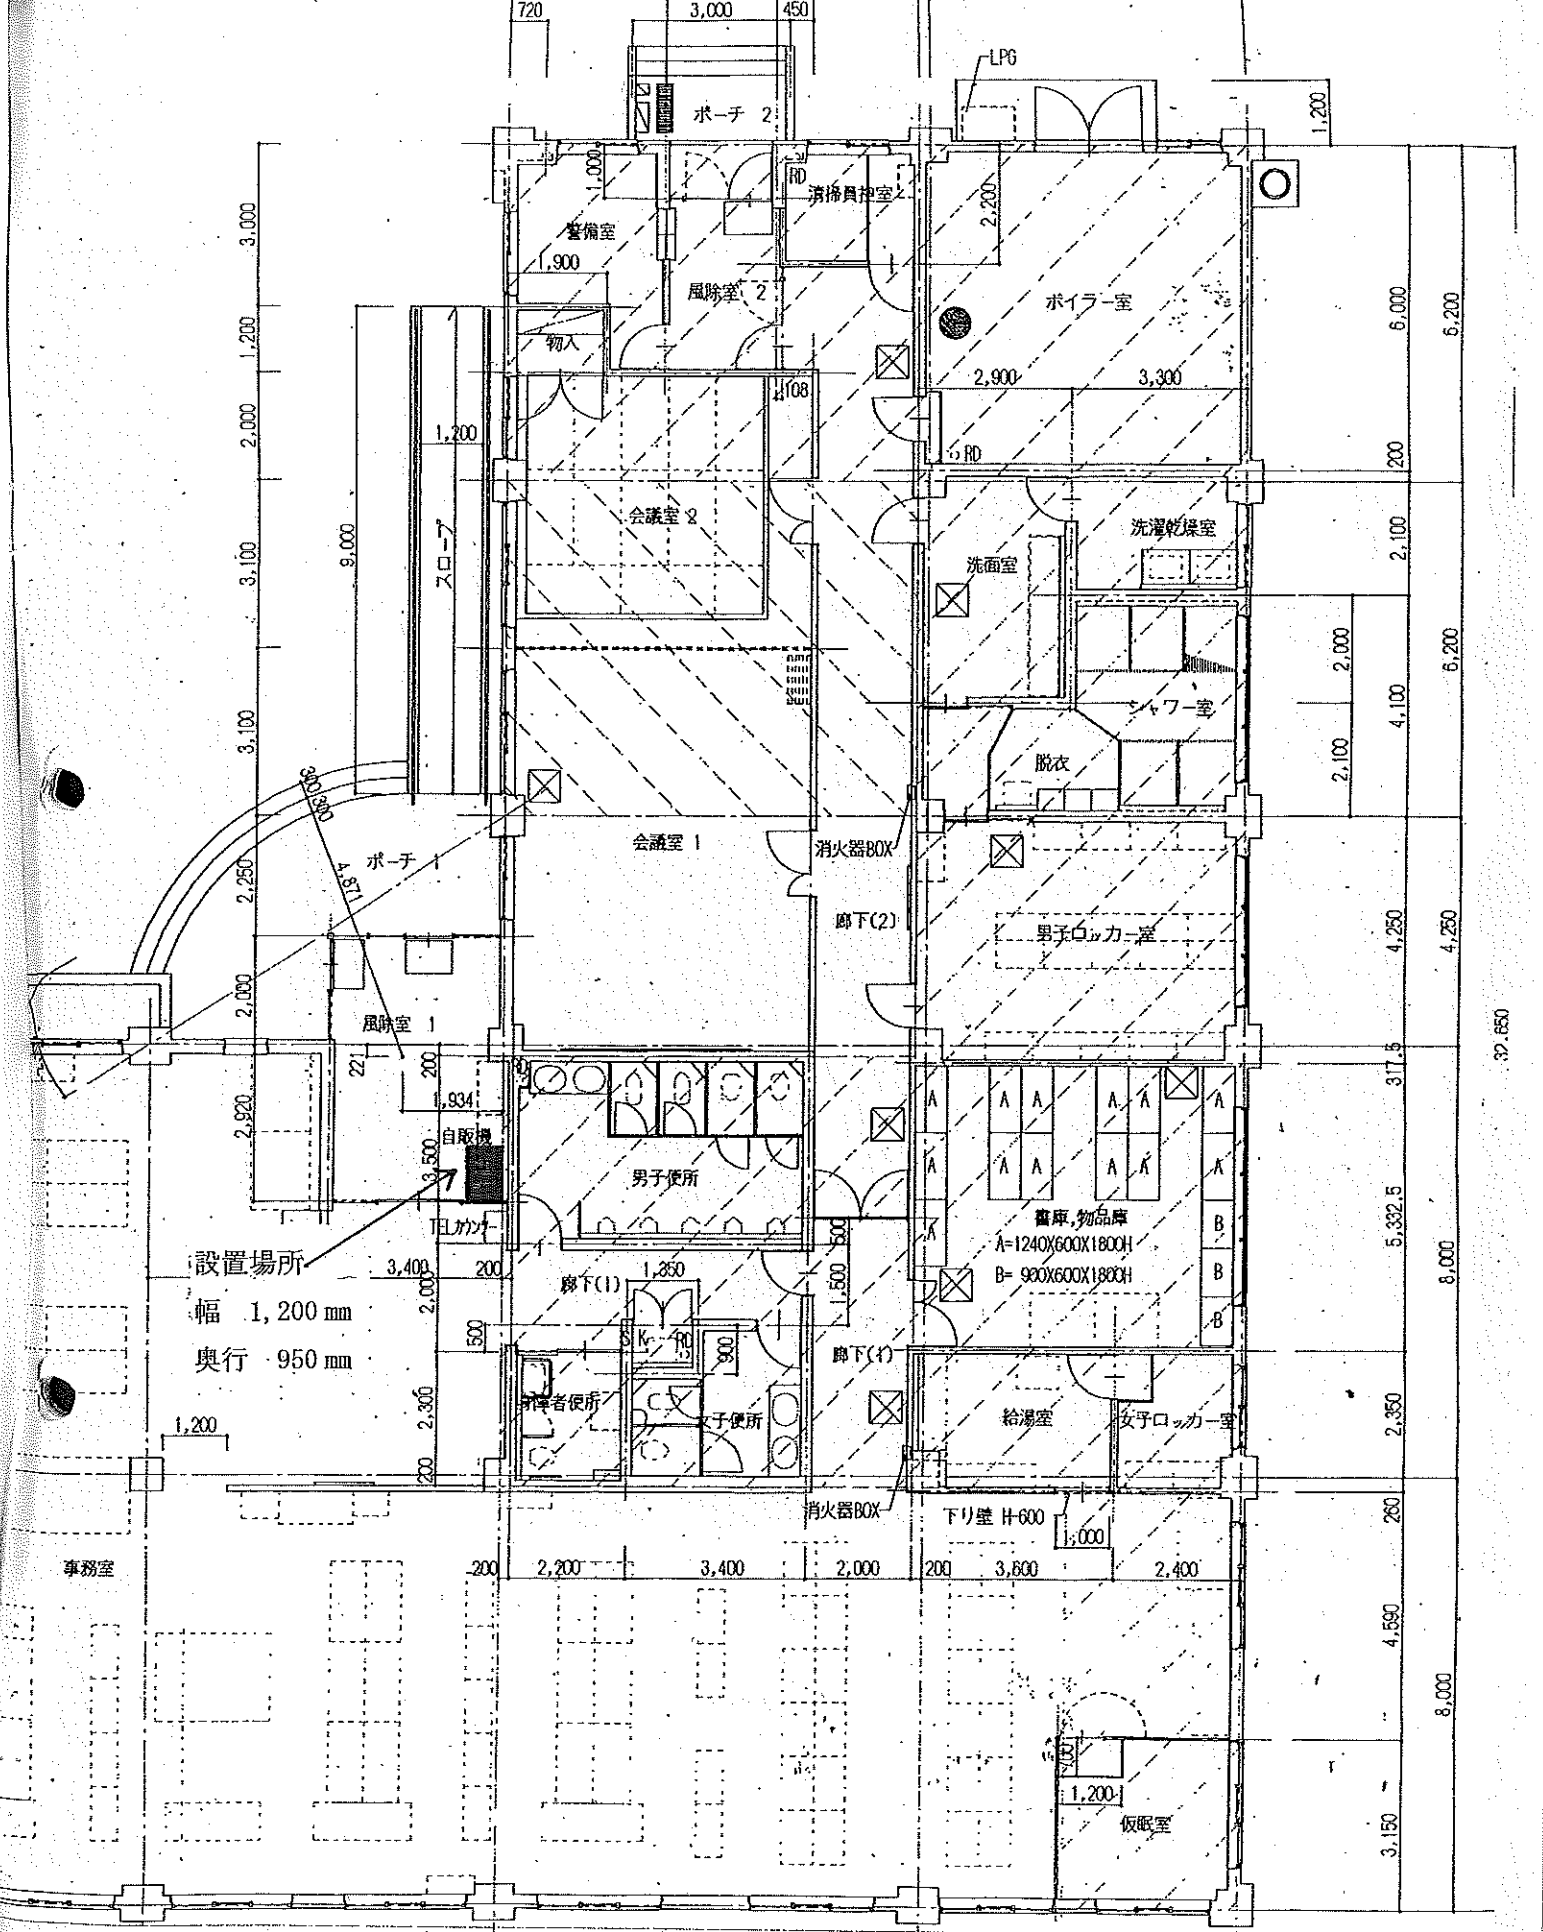 720
3,000
450
LPG
ポーチ 2
1,200
1,000
RD
清掃員控室
2,200
3,000
警備室
1,900
風除室 2
ボイラー室
6,000
6,200
1,200
物入
108
2,900
3,300
2,000
1,200
RD
200
会議室 2
洗濯乾燥室
9,000
スロープ
3,100
洗面室
2,100
2,000
6,200
シャワー室
4,100
3,100
脱衣
2,100
300 300
会議室 1
消火器BOX
ポーチ 1
4,871
2,250
廊下(2)
男子ロッカー室
4,250
4,250
2,000
風除室 1
32.650
221
200
317.5
1,934
2,920
自販機
3,500
A
A
A
A
A
A
A
A
A
A
A
A
A
男子便所
TELカウンター
書庫,物品庫
A=1240X600X1800H
B= 900X600X1800H
B
B
B
5,332.5
8,000
600
1,500
設置場所
幅 1,200 mm
奥行 950 mm
3,400
200
2,000
廊下(1)
1,350
500
S K
RD
900
廊下(1)
身障者便所
女子便所
給湯室
女子ロッカー室
2,350
2,300
1,200
200
消火器BOX
下り壁 H=600
1,000
260
事務室
200
2,200
3,400
2,000
200
3,600
2,400
4,590
8,000
1,200
仮眠室
3,150